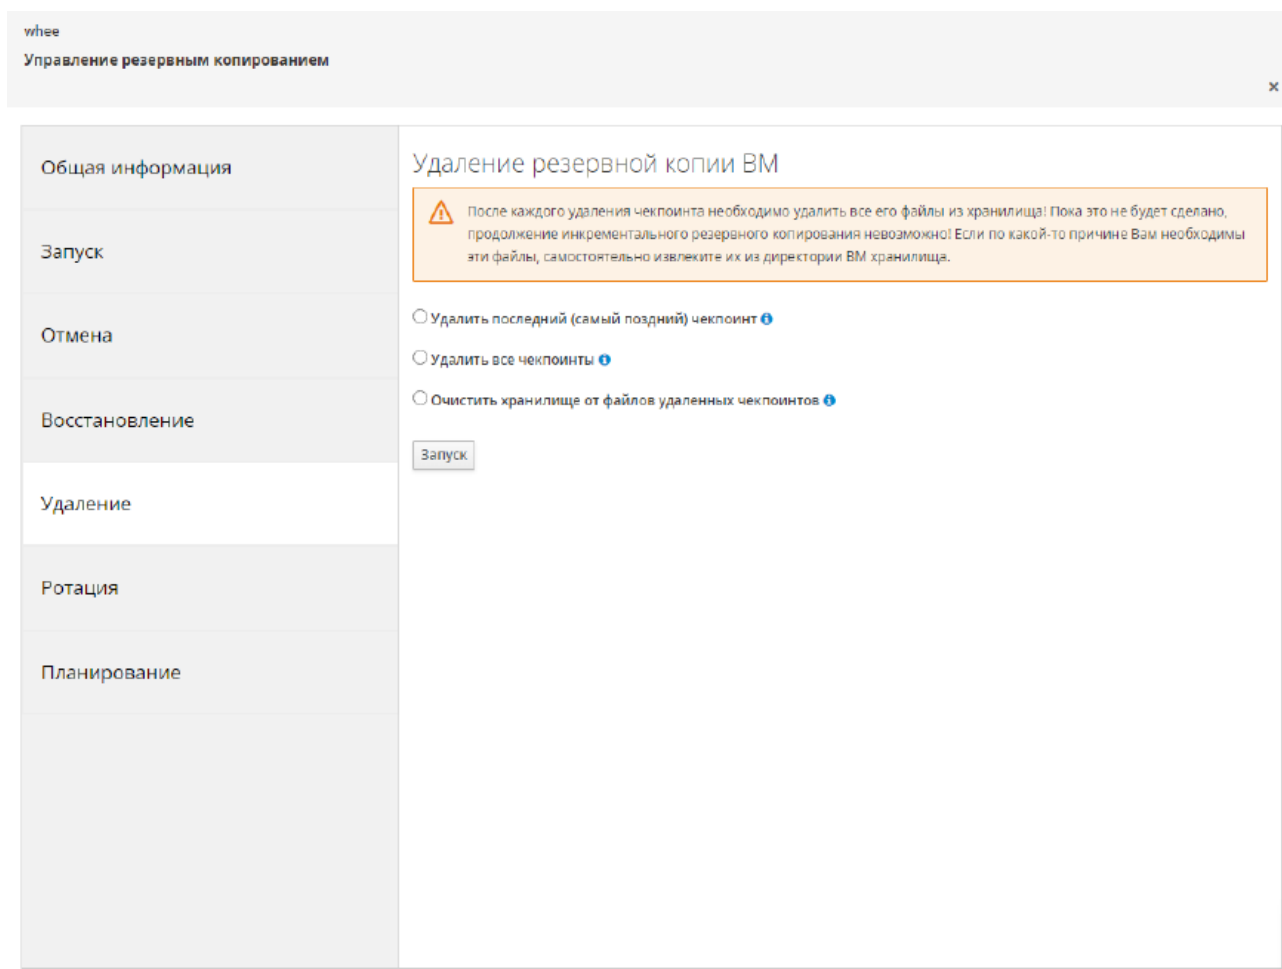 whee
Управление резервным копированием
×
Общая информация
Запуск
Отмена
Восстановление
Удаление
Ротация
Планирование
Удаление резервной копии ВМ
После каждого удаления чекпоинта необходимо удалить все его файлы из хранилища! Пока это не будет сделано,
продолжение инкрементального резервного копирования невозможно! Если по какой-то причине Вам необходимы
эти файлы, самостоятельно извлеките их из директории ВМ хранилища.
Удалить последний (самый поздний) чекпоинт
Удалить все чекпоинты
Очистить хранилище от файлов удаленных чекпоинтов
Запуск